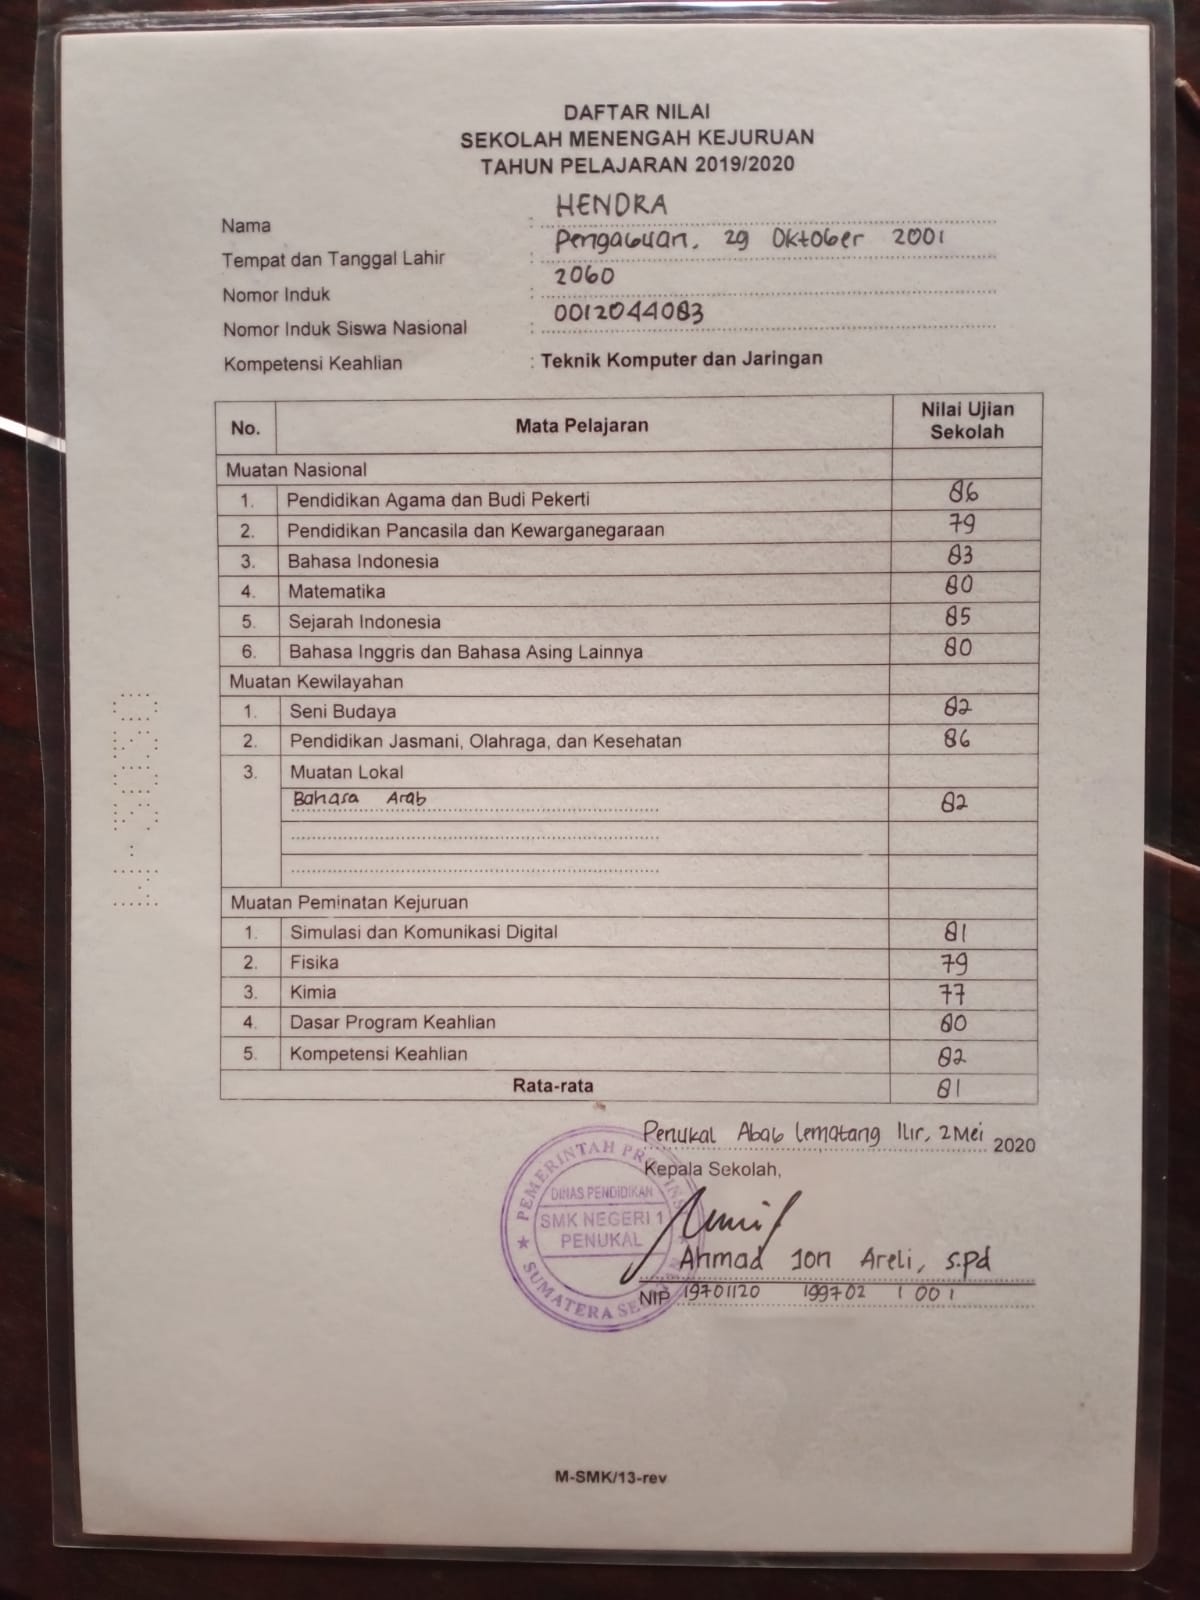 DAFTAR NILAI
SEKOLAH MENENGAH KEJURUAN
TAHUN PELAJARAN 2019/2020
Nama : HENDRA
Tempat dan Tanggal Lahir : Pengabuan, 29 Oktober 2001
Nomor Induk : 2060
Nomor Induk Siswa Nasional : 0012044083
Kompetensi Keahlian : Teknik Komputer dan Jaringan
No. Mata Pelajaran Nilai Ujian Sekolah
Muatan Nasional
1. Pendidikan Agama dan Budi Pekerti 86
2. Pendidikan Pancasila dan Kewarganegaraan 79
3. Bahasa Indonesia 83
4. Matematika 80
5. Sejarah Indonesia 85
6. Bahasa Inggris dan Bahasa Asing Lainnya 80
Muatan Kewilayahan
1. Seni Budaya 82
2. Pendidikan Jasmani, Olahraga, dan Kesehatan 86
3. Muatan Lokal
Bahasa Arab 82
Muatan Peminatan Kejuruan
1. Simulasi dan Komunikasi Digital 81
2. Fisika 79
3. Kimia 77
4. Dasar Program Keahlian 80
5. Kompetensi Keahlian 82
Rata-rata 81
Penukal Abab Lematang Ilir, 2 Mei 2020
Kepala Sekolah,
PEMERINTAH PROVINSI
DINAS PENDIDIKAN
SMK NEGERI 1
PENUKAL
SUMATERA SELATAN
Ahmad Jon Areli, S.Pd
NIP 19701120 199702 1 001
M-SMK/13-rev